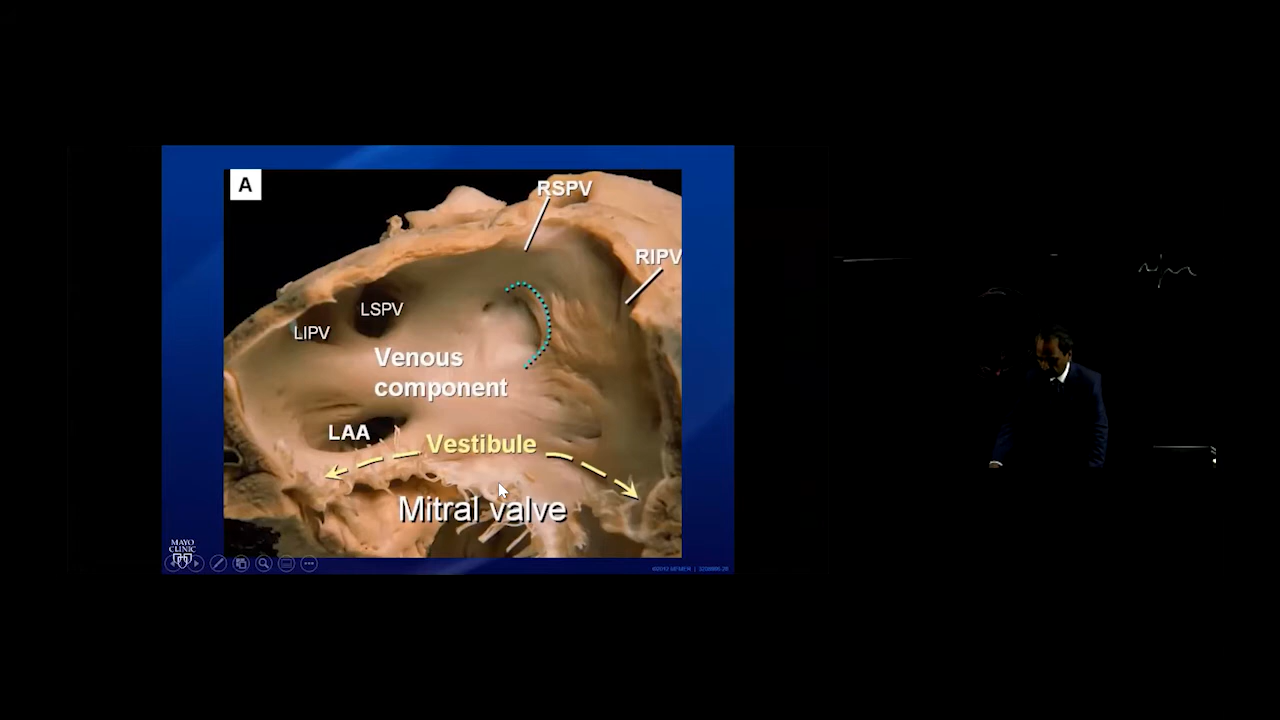 A
RSPV
RIPV
LSPV
LIPV
Venous
component
LAA
Vestibule
Mitral valve
MAYO
CLINIC